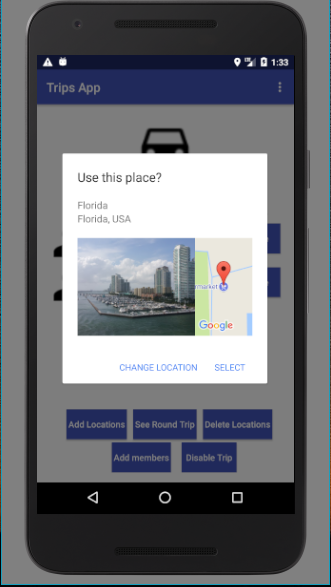 1:33
Trips App
Use this place?
Florida
Florida, USA
market
Google
CHANGE LOCATION SELECT
Add Locations See Round Trip Delete Locations
Add members Disable Trip